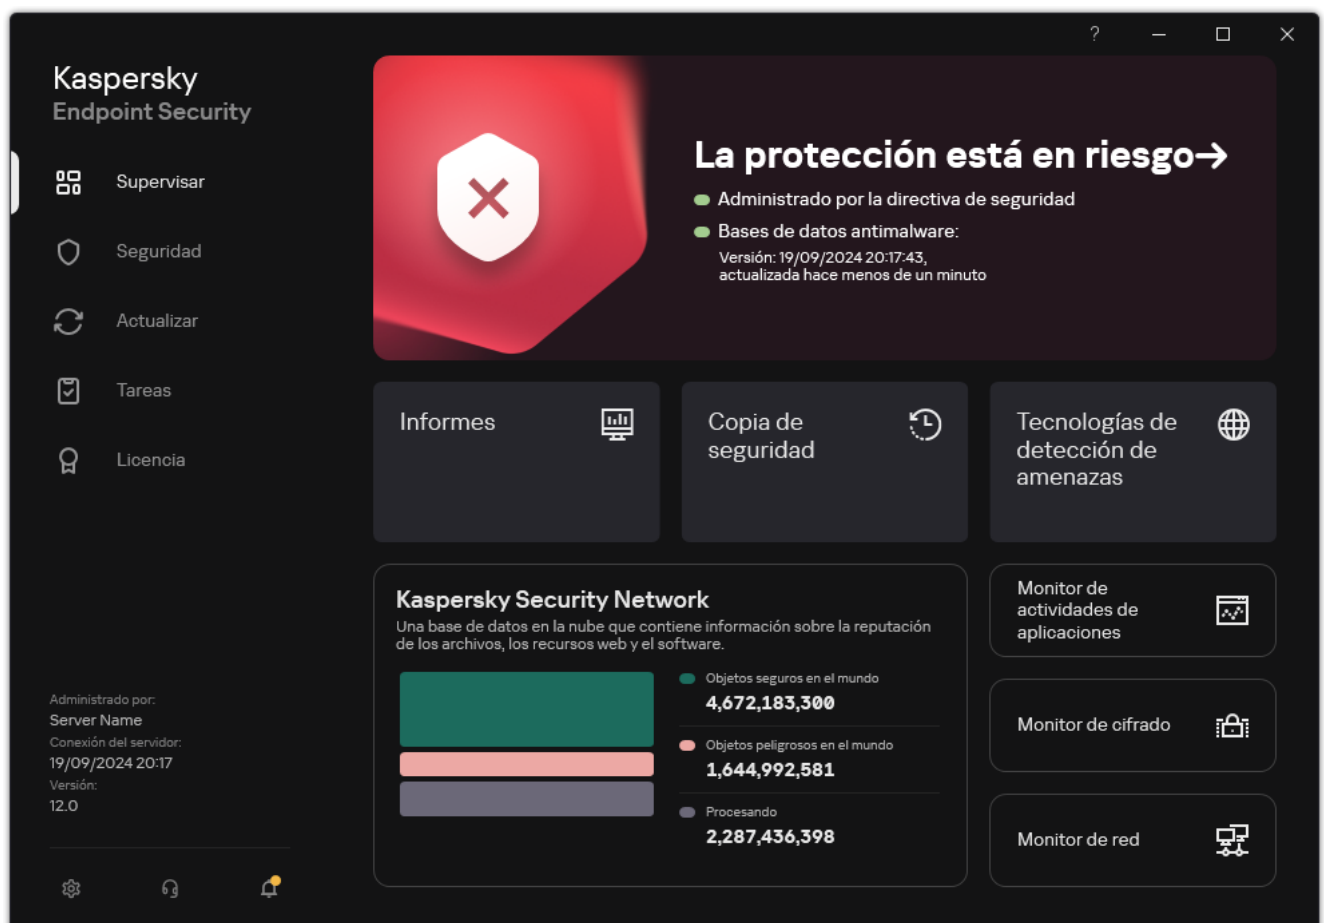 ?
Kaspersky
Endpoint Security
Supervisar
Seguridad
Actualizar
Tareas
Licencia
Administrado por:
Server Name
Conexión del servidor:
19/09/2024 20:17
Versión:
12.0
La protección está en riesgo→
Administrado por la directiva de seguridad
Bases de datos antimalware:
Versión: 19/09/2024 20:17:43,
actualizada hace menos de un minuto
Informes
Copia de
seguridad
Tecnologías de
detección de
amenazas
Kaspersky Security Network
Una base de datos en la nube que contiene información sobre la reputación
de los archivos, los recursos web y el software.
Objetos seguros en el mundo
4,672,183,300
Objetos peligrosos en el mundo
1,644,992,581
Procesando
2,287,436,398
Monitor de
actividades de
aplicaciones
Monitor de cifrado
Monitor de red